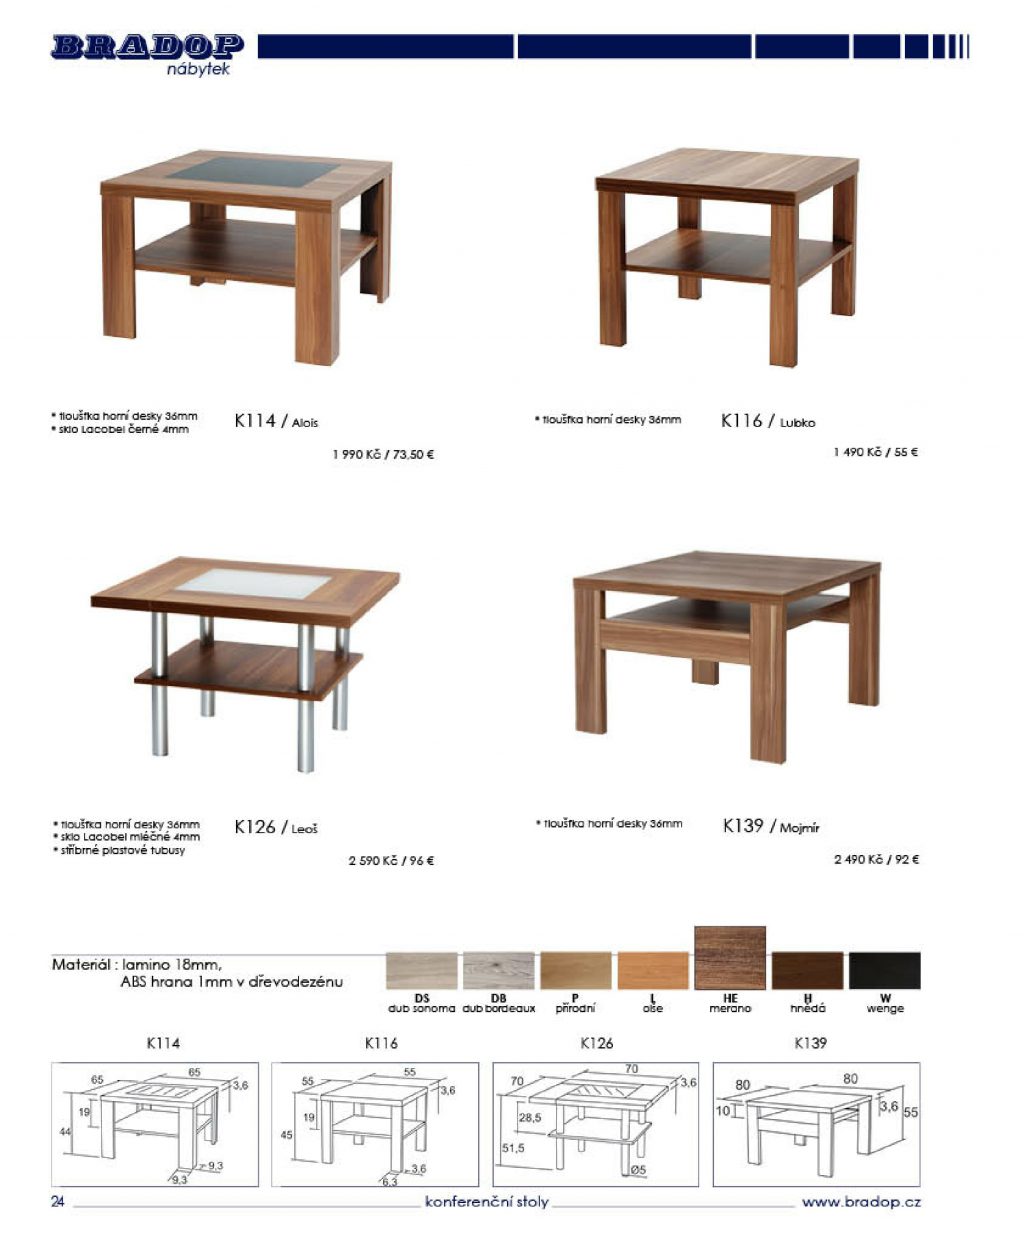 BRADOP
nábytek
* tloušťka horní desky 36mm
* sklo Lacobel černé 4mm
K114 / Alois
1 990 Kč / 73,50 €
* tloušťka horní desky 36mm
K116 / Lubko
1 490 Kč / 55 €
* tloušťka horní desky 36mm
* sklo Lacobel mléčné 4mm
* stříbrné plastové tubusy
K126 / Leoš
2 590 Kč / 96 €
* tloušťka horní desky 36mm
K139 / Mojmír
2 490 Kč / 92 €
Materiál : lamino 18mm,
ABS hrana 1mm v dřevodezénu
DS
dub sonoma
DB
dub bordeaux
P
přírodní
L
olše
HE
merano
H
hnědá
W
wenge
K114
K116
K126
K139
65
65
3,6
19
44
9,3
9,3
55
55
3,6
19
45
3,6
6,3
70
70
3,6
28,5
51,5
Ø5
80
80
10
3,6
55
24
konferenční stoly
www.bradop.cz